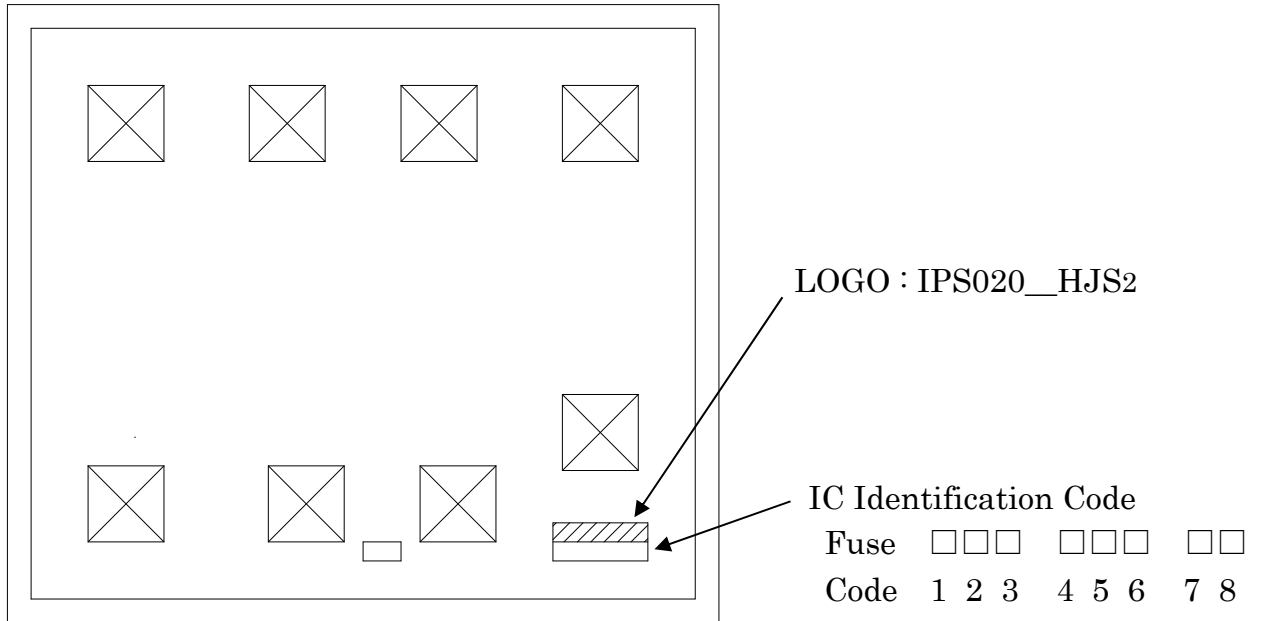 LOGO : IPS020__HJS2
IC Identification Code
Fuse □□□ □□□ □□
Code 1 2 3 4 5 6 7 8